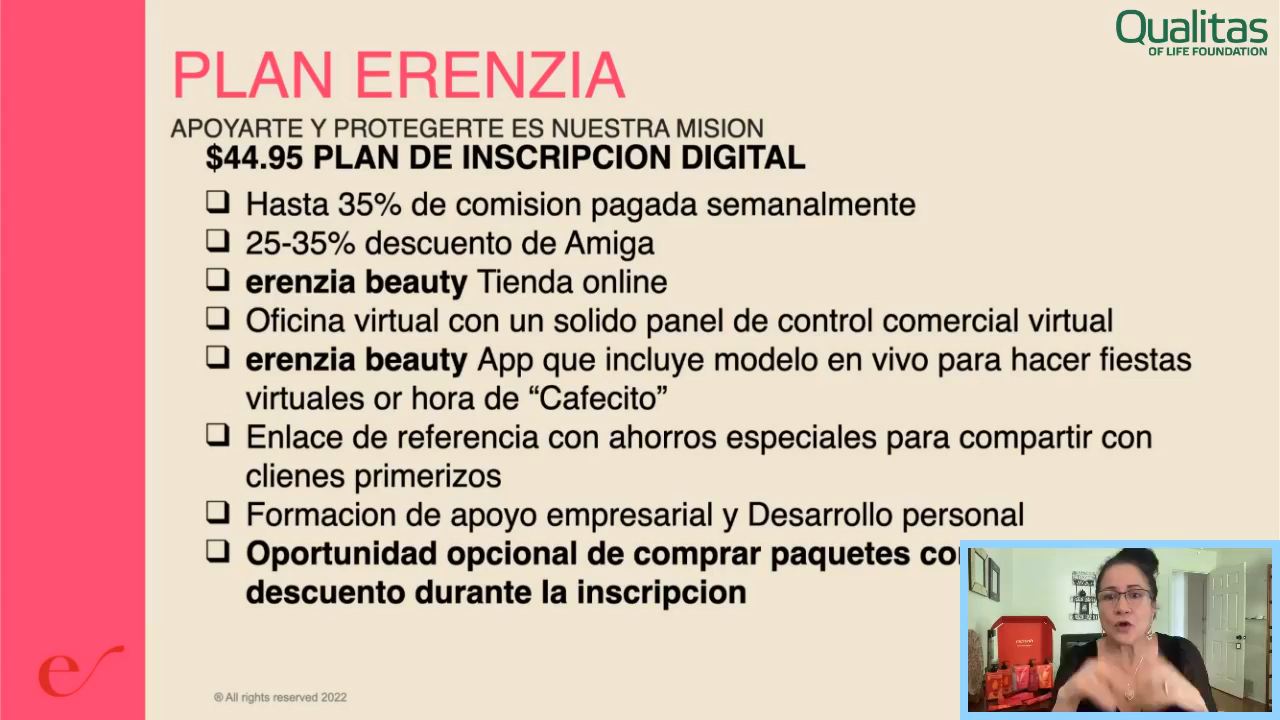 Qualitas
OF LIFE FOUNDATION
PLAN ERENZIA
APOYARTE Y PROTEGERTE ES NUESTRA MISION
$44.95 PLAN DE INSCRIPCION DIGITAL
❑ Hasta 35% de comision pagada semanalmente
❑ 25-35% descuento de Amiga
❑ erenzia beauty Tienda online
❑ Oficina virtual con un solido panel de control comercial virtual
❑ erenzia beauty App que incluye modelo en vivo para hacer fiestas
virtuales or hora de “Cafecito”
❑ Enlace de referencia con ahorros especiales para compartir con
clienes primerizos
❑ Formacion de apoyo empresarial y Desarrollo personal
❑ Oportunidad opcional de comprar paquetes
descuento durante la inscripcion
e
® All rights reserved 2022